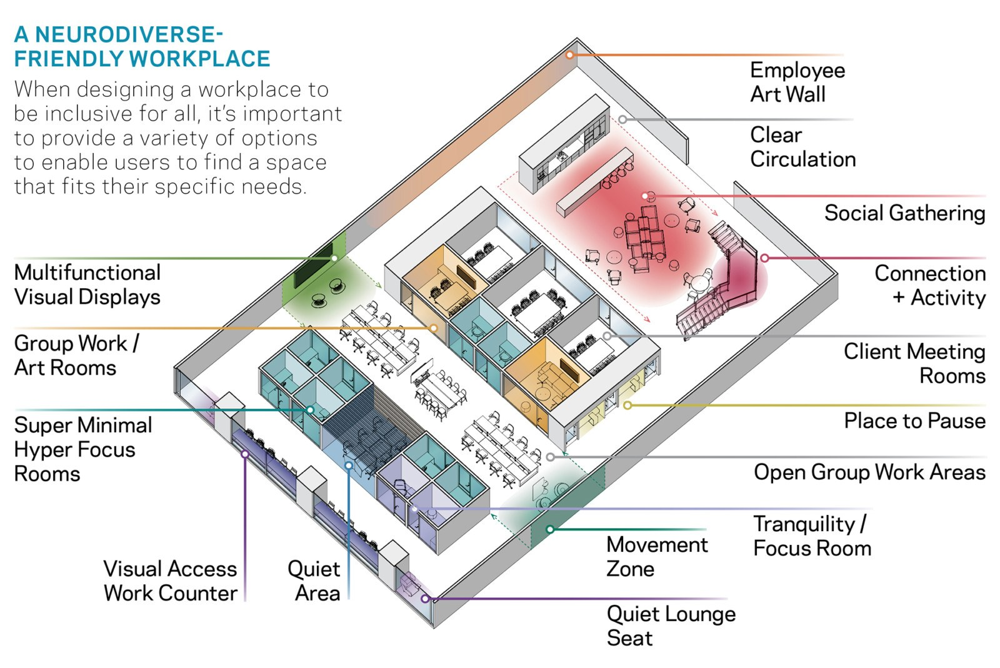 A NEURODIVERSE-
FRIENDLY WORKPLACE
When designing a workplace to
be inclusive for all, it's important
to provide a variety of options
to enable users to find a space
that fits their specific needs.
Employee
Art Wall
Clear
Circulation
Social Gathering
Connection
+ Activity
Client Meeting
Rooms
Place to Pause
Open Group Work Areas
Tranquility /
Focus Room
Movement
Zone
Quiet Lounge
Seat
Multifunctional
Visual Displays
Group Work /
Art Rooms
Super Minimal
Hyper Focus
Rooms
Visual Access
Work Counter
Quiet
Area